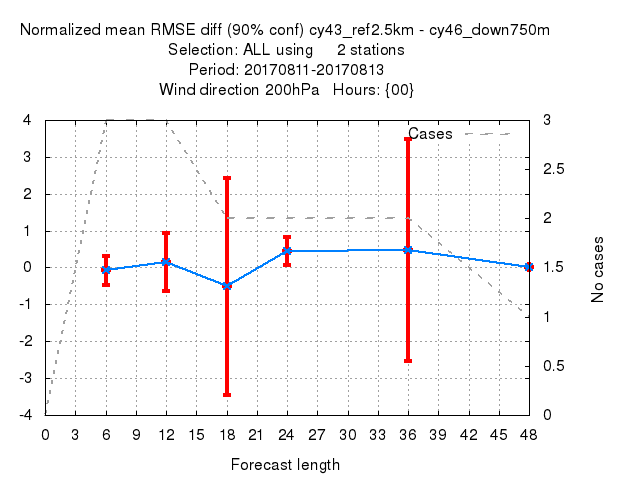 Normalized mean RMSE diff (90% conf) cy43_ref2.5km - cy46_down750m
Selection: ALL using 2 stations
Period: 20170811-20170813
Wind direction 200hPa Hours: {00}
Cases
4
3
2
1
0
-1
-2
-3
-4
3
2.5
2
1.5
1
0.5
0
No cases
0 3 6 9 12 15 18 21 24 27 30 33 36 39 42 45 48
Forecast length